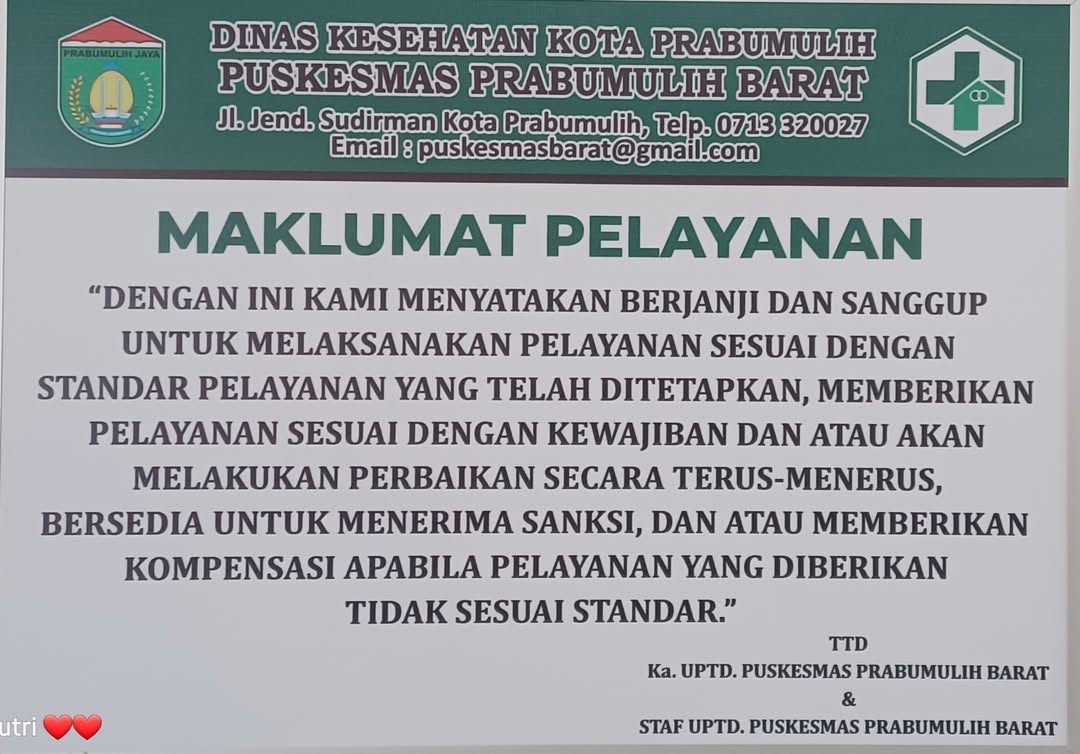 PRABUMULIH JAYA
DINAS KESEHATAN KOTA PRABUMULIH
PUSKESMAS PRABUMULIH BARAT
Jl. Jend. Sudirman Kota Prabumulih, Telp. 0713 320027
Email : puskesmasbarat@gmail.com
MAKLUMAT PELAYANAN
“DENGAN INI KAMI MENYATAKAN BERJANJI DAN SANGGUP
UNTUK MELAKSANAKAN PELAYANAN SESUAI DENGAN
STANDAR PELAYANAN YANG TELAH DITETAPKAN, MEMBERIKAN
PELAYANAN SESUAI DENGAN KEWAJIBAN DAN ATAU AKAN
MELAKUKAN PERBAIKAN SECARA TERUS-MENERUS,
BERSEDIA UNTUK MENERIMA SANKSI, DAN ATAU MEMBERIKAN
KOMPENSASI APABILA PELAYANAN YANG DIBERIKAN
TIDAK SESUAI STANDAR.”
TTD
Ka. UPTD. PUSKESMAS PRABUMULIH BARAT
&
STAF UPTD. PUSKESMAS PRABUMULIH BARAT
utri ❤️❤️